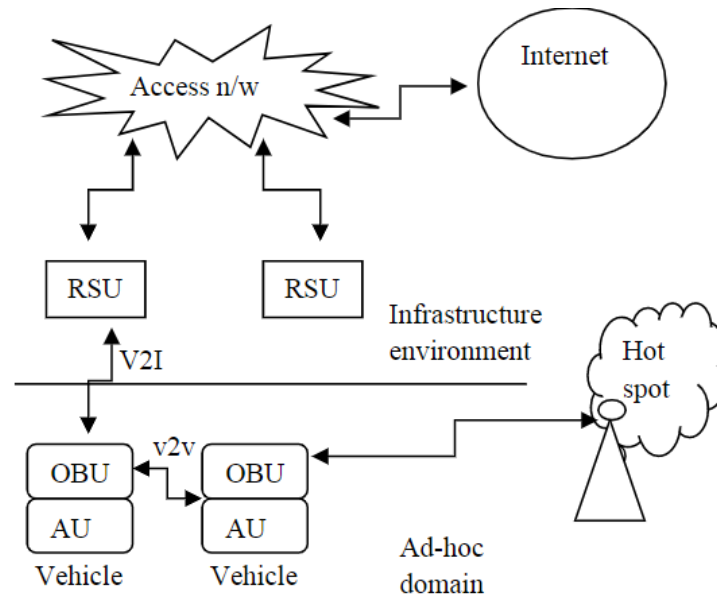 Access n/w
Internet
RSU
RSU
Infrastructure
environment
V2I
Hot
spot
v2v
OBU
OBU
AU
AU
Vehicle
Vehicle
Ad-hoc
domain